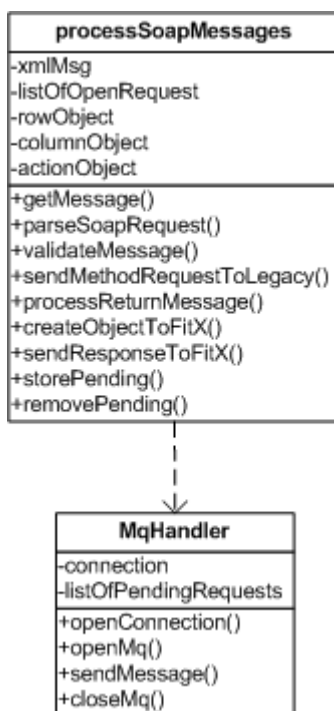 processSoapMessages
-xmlMsg
-listOfOpenRequest
-rowObject
-columnObject
-actionObject
+getMessage()
+parseSoapRequest()
+validateMessage()
+sendMethodRequestToLegacy()
+processReturnMessage()
+createObjectToFitX()
+sendResponseToFitX()
+storePending()
+removePending()
MqHandler
-connection
-listOfPendingRequests
+openConnection()
+openMq()
+sendMessage()
+closeMq()